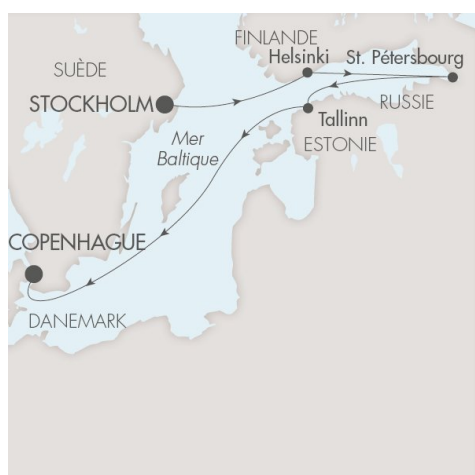 FINLANDE
Helsinki
St. Pétersbourg
SUÈDE
STOCKHOLM
RUSSIE
Tallinn
ESTONIE
Mer
Baltique
COPENHAGUE
DANEMARK